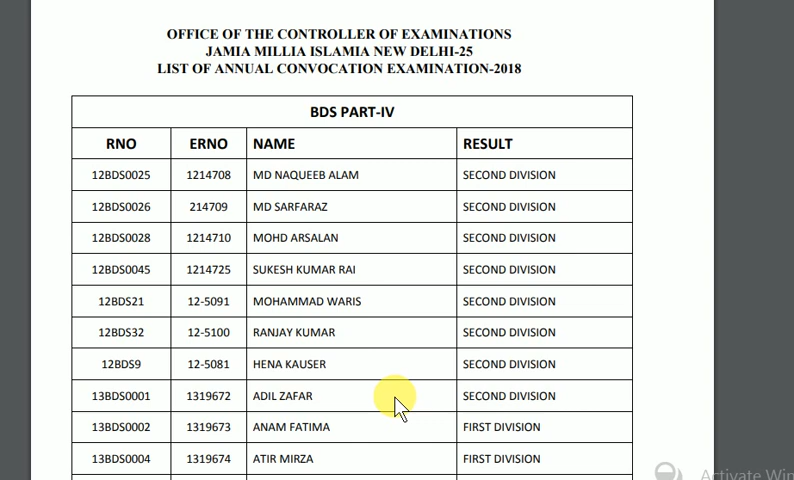 OFFICE OF THE CONTROLLER OF EXAMINATIONS
JAMIA MILLIA ISLAMIA NEW DELHI-25
LIST OF ANNUAL CONVOCATION EXAMINATION-2018
BDS PART-IV
RNO ERNO NAME RESULT
12BDS0025 1214708 MD NAQUEEB ALAM SECOND DIVISION
12BDS0026 214709 MD SARFARAZ SECOND DIVISION
12BDS0028 1214710 MOHD ARSALAN SECOND DIVISION
12BDS0045 1214725 SUKESH KUMAR RAI SECOND DIVISION
12BDS21 12-5091 MOHAMMAD WARIS SECOND DIVISION
12BDS32 12-5100 RANJAY KUMAR SECOND DIVISION
12BDS9 12-5081 HENA KAUSER SECOND DIVISION
13BDS0001 1319672 ADIL ZAFAR SECOND DIVISION
13BDS0002 1319673 ANAM FATIMA FIRST DIVISION
13BDS0004 1319674 ATIR MIRZA FIRST DIVISION
Activate Win